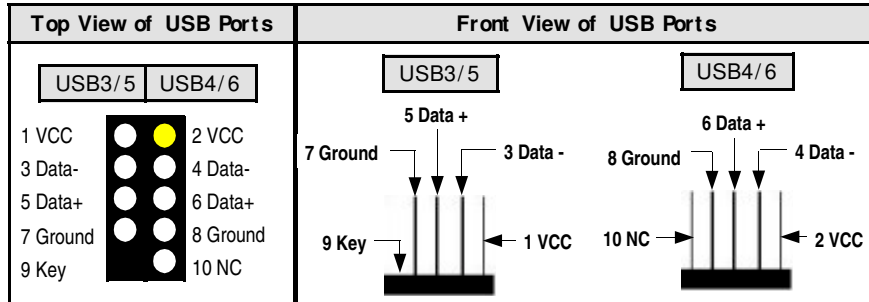 Top View of USB Ports
Front View of USB Ports
USB3/5 USB4/6
1 VCC 2 VCC
3 Data- 4 Data-
5 Data+ 6 Data+
7 Ground 8 Ground
9 Key 10 NC
USB3/5
5 Data +
7 Ground 3 Data -
9 Key 1 VCC
USB4/6
6 Data +
8 Ground 4 Data -
10 NC 2 VCC